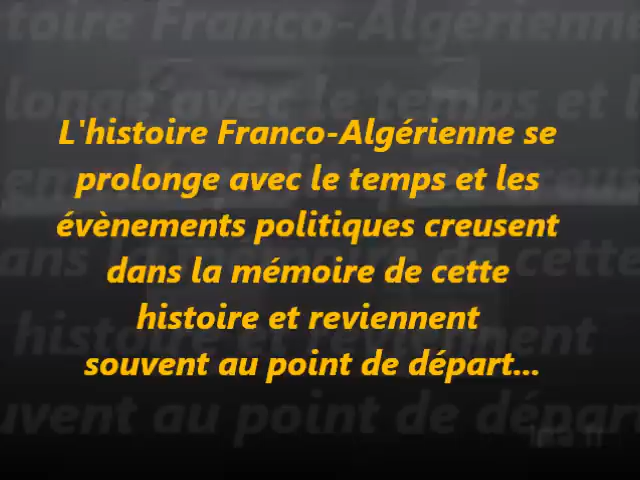 L'histoire Franco-Algérienne se
prolonge avec le temps et les
évènements politiques creusent
dans la mémoire de cette
histoire et reviennent
souvent au point de départ...